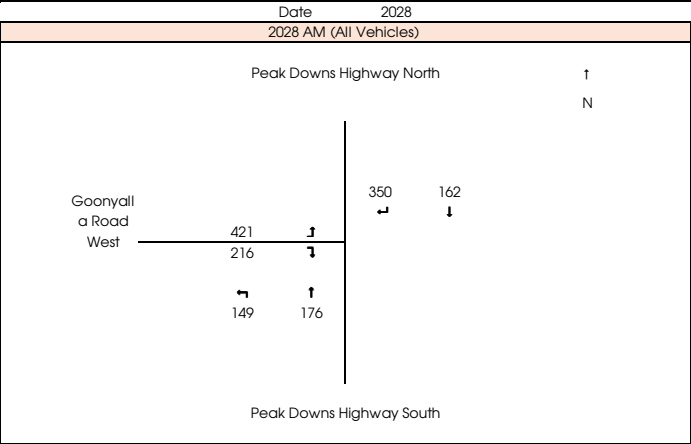 Date 2028
2028 AM (All Vehicles)
Peak Downs Highway North
↑
N
350 162
Goonyall
a Road
West
421
216
149 176
Peak Downs Highway South